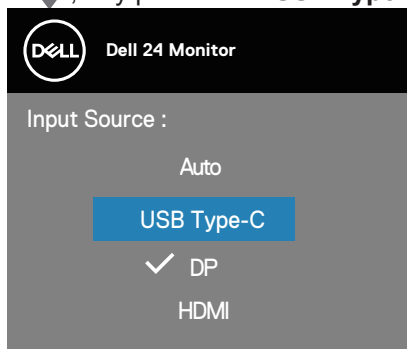 DELL Dell 24 Monitor
Input Source :
Auto
USB Type-C
DP
HDMI